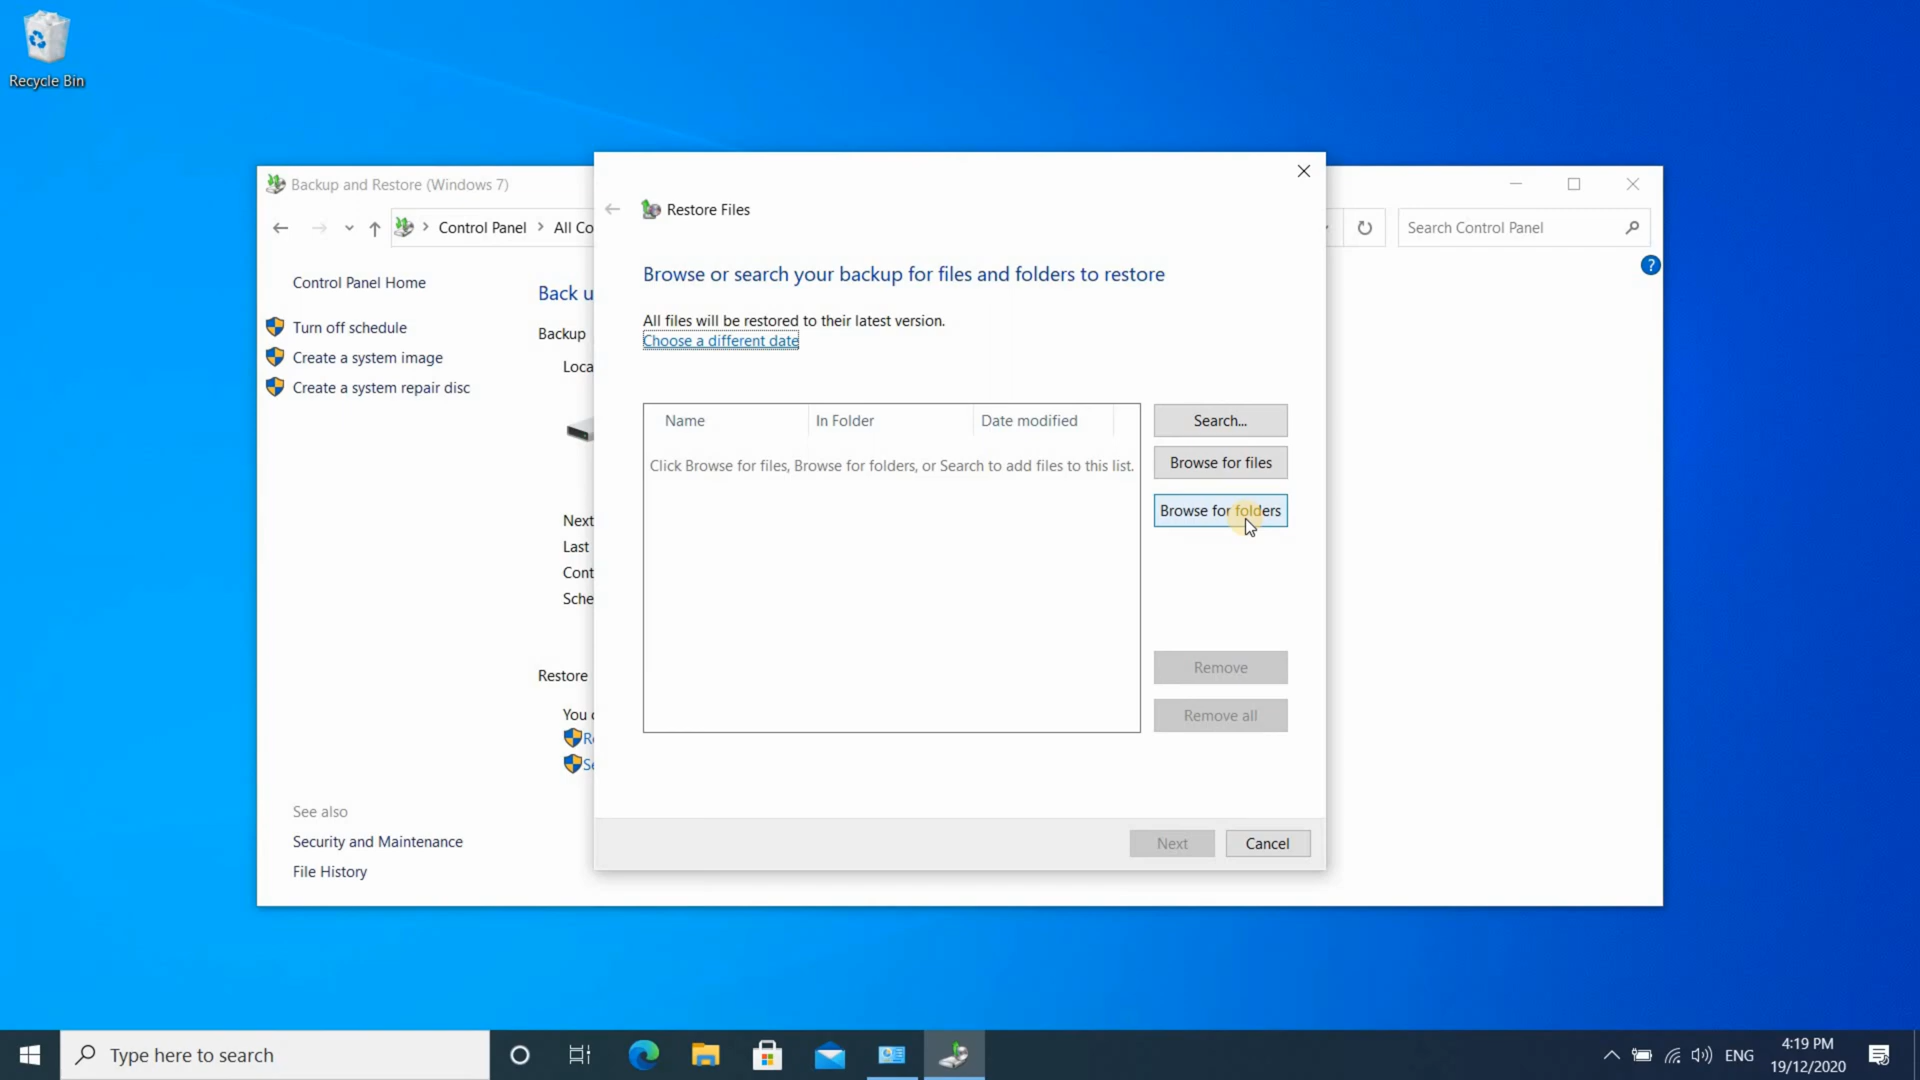 Recycle Bin
Backup and Restore (Windows 7)
Control Panel > All Co
Search Control Panel
?
Control Panel Home
Turn off schedule
Create a system image
Create a system repair disc
See also
Security and Maintenance
File History
Back u
Backup
Loca
Next
Last
Cont
Sche
Restore
You
Re
Se
Restore Files
Browse or search your backup for files and folders to restore
All files will be restored to their latest version.
Choose a different date
Name In Folder Date modified
Click Browse for files, Browse for folders, or Search to add files to this list.
Search...
Browse for files
Browse for folders
Remove
Remove all
Next Cancel
Type here to search
ENG
4:19 PM
19/12/2020